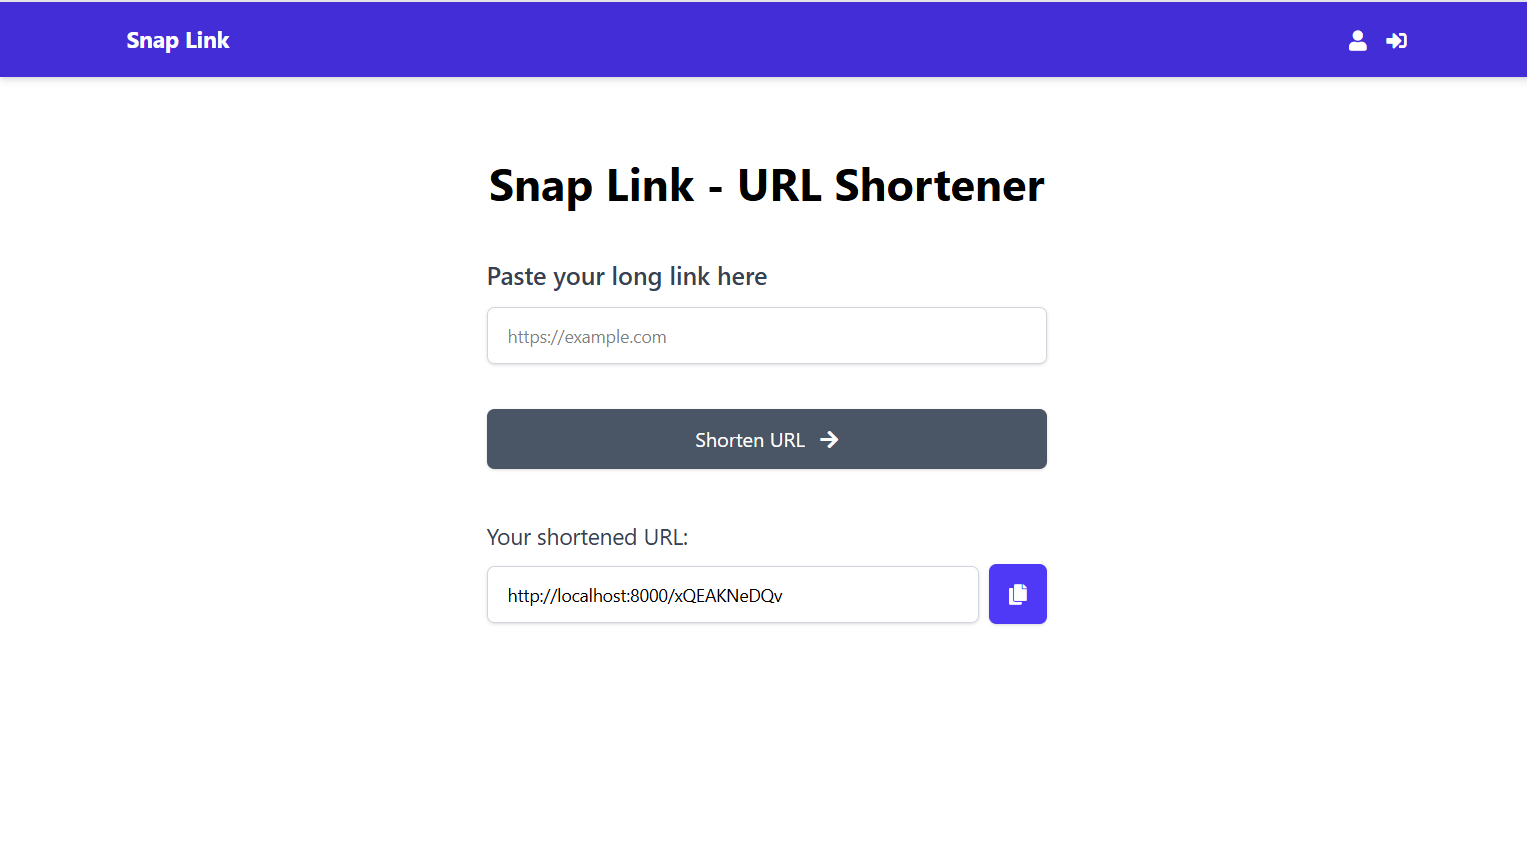 Snap Link
Snap Link - URL Shortener
Paste your long link here
https://example.com
Shorten URL
Your shortened URL:
http://localhost:8000/xQEAKNeDQv